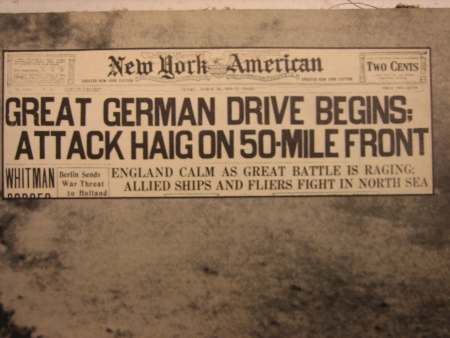 New York American
TWO CENTS
GREAT GERMAN DRIVE BEGINS;
ATTACK HAIG ON 50-MILE FRONT
WHITMAN
Berlin Sends
War Threat
to Holland
ENGLAND CALM AS GREAT BATTLE IS RAGING;
ALLIED SHIPS AND FLIERS FIGHT IN NORTH SEA